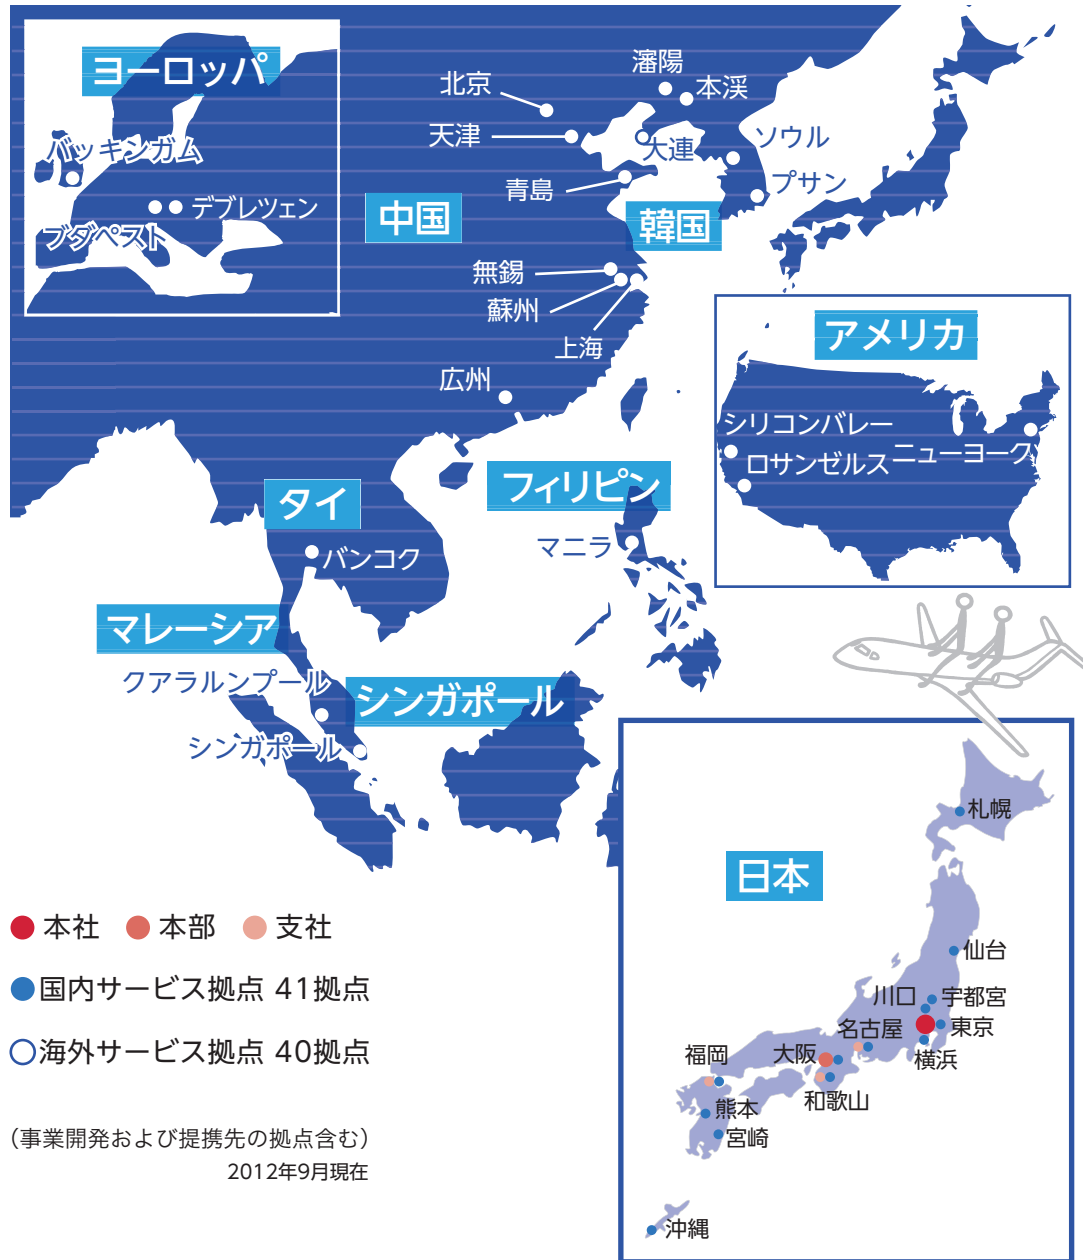 ヨーロッパ
バッキンガム
デブレツェン
ブダペスト
瀋陽
本渓
北京
天津
大連
ソウル
青島
プサン
中国
韓国
無錫
蘇州
上海
広州
アメリカ
シリコンバレー
ロサンゼルス
ニューヨーク
タイ
バンコク
フィリピン
マニラ
マレーシア
クアラルンプール
シンガポール
シンガポール
日本
札幌
仙台
川口
宇都宮
名古屋
東京
福岡
大阪
横浜
和歌山
熊本
宮崎
沖縄
本社 本部 支社
国内サービス拠点 41拠点
海外サービス拠点 40拠点
(事業開発および提携先の拠点含む)
2012年9月現在